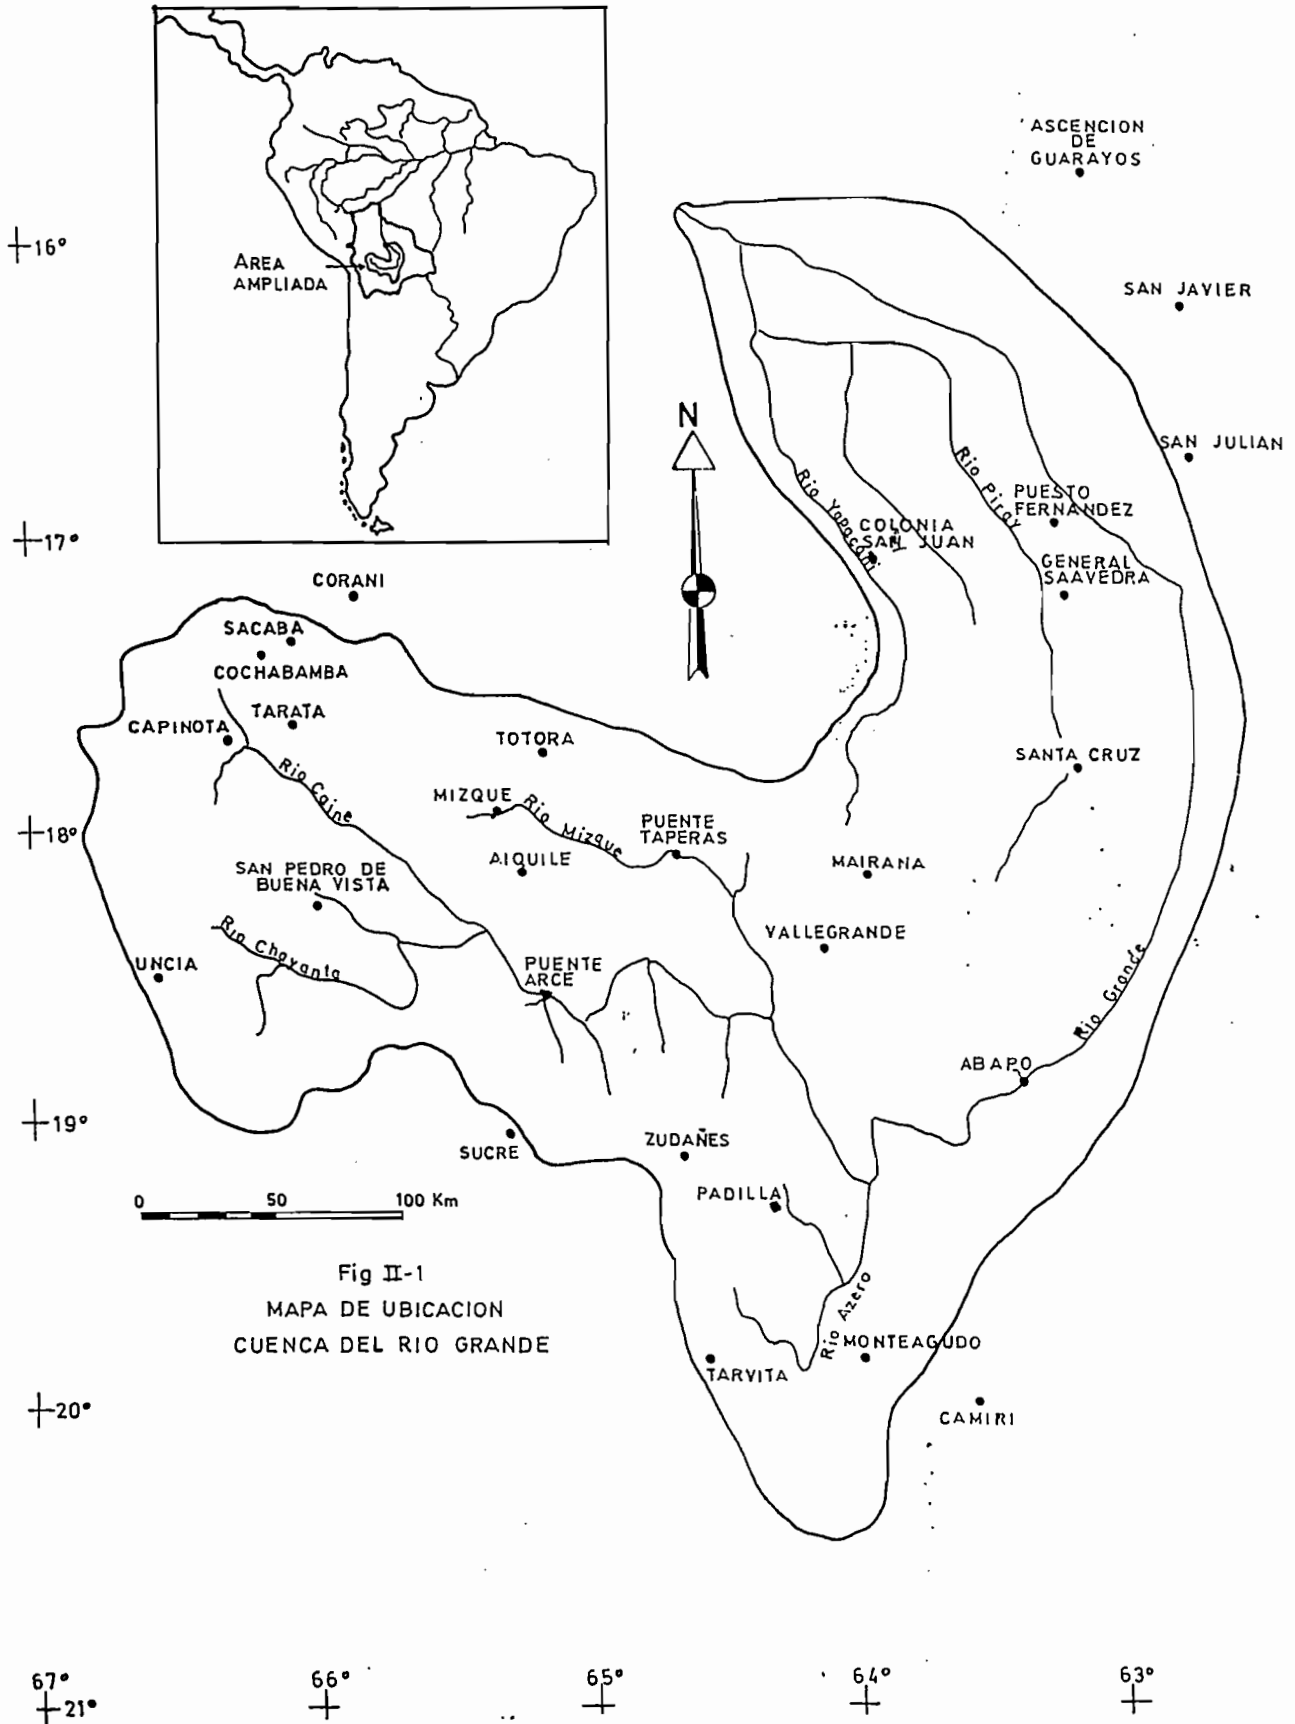 ASCENCION
DE
GUARAYOS
16°
AREA
AMPLIADA
SAN JAVIER
N
SAN JULIAN
Rio Yapacani
Rio Piray
PUESTO
FERNANDEZ
COLONIA
SAN JUAN
17°
GENERAL
SAAVEDRA
CORANI
SACABA
COCHABAMBA
TARATA
CAPINOTA
TOTORA
SANTA CRUZ
Rio Caine
MIZQUE
Rio Mizque
PUENTE
TAPERAS
18°
AIQUILE
MAIRANA
SAN PEDRO DE
BUENA VISTA
VALLEGRANDE
Rio Chayanta
UNCIA
PUENTE
ARCE
Rio Grande
ABAPO
19°
SUCRE
ZUDAÑES
PADILLA
0 50 100 Km
Fig II-1
MAPA DE UBICACION
CUENCA DEL RIO GRANDE
Rio Azero
MONTEAGUDO
TARVITA
20°
CAMIRI
67° 66° 65° 64° 63°
21°